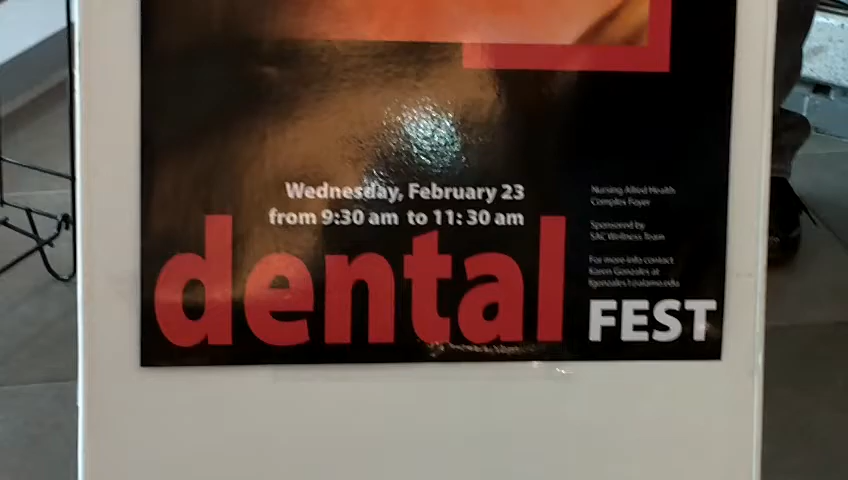 Wednesday, February 23
from 9:30 am to 11:30 am
dental
FEST
Nursing Allied Health
Complex Foyer
Sponsored by
SAC Wellness Team
For more info contact
Karen Gonzales at